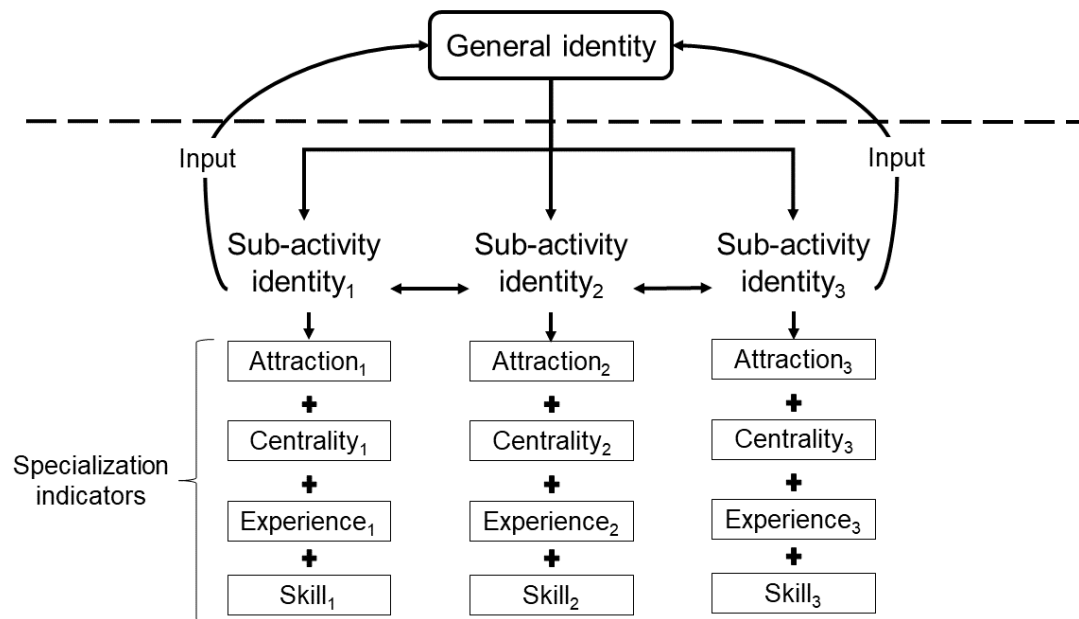 General identity
Input
Input
Sub-activity
identity₁
Sub-activity
identity₂
Sub-activity
identity₃
Specialization
indicators
Attraction₁
+
Centrality₁
+
Experience₁
+
Skill₁
Attraction₂
+
Centrality₂
+
Experience₂
+
Skill₂
Attraction₃
+
Centrality₃
+
Experience₃
+
Skill₃